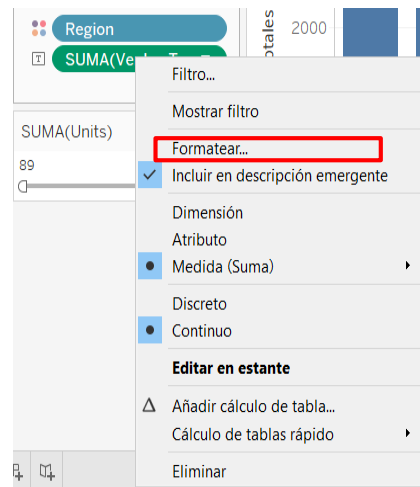 Region
SUMA(Ve
otales
2000
SUMA(Units)
89
Filtro...
Mostrar filtro
Formatear...
Incluir en descripción emergente
Dimensión
Atributo
Medida (Suma)
Discreto
Continuo
Editar en estante
Añadir cálculo de tabla...
Cálculo de tablas rápido
Eliminar